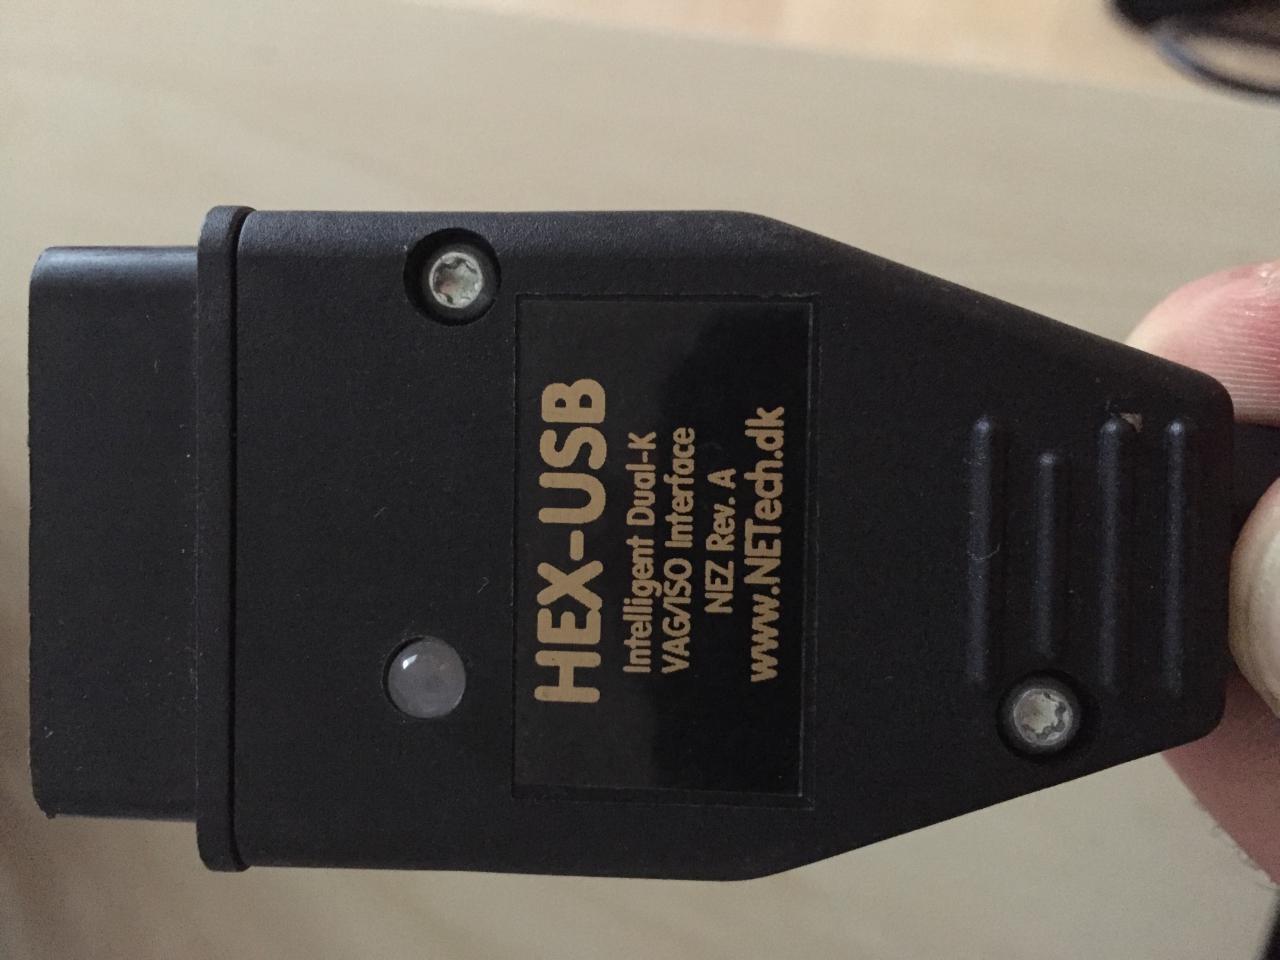 HEX-USB
Intelligent Dual-K
VAG/ISO Interface
NEZ Rev. A
www.NETech.dk